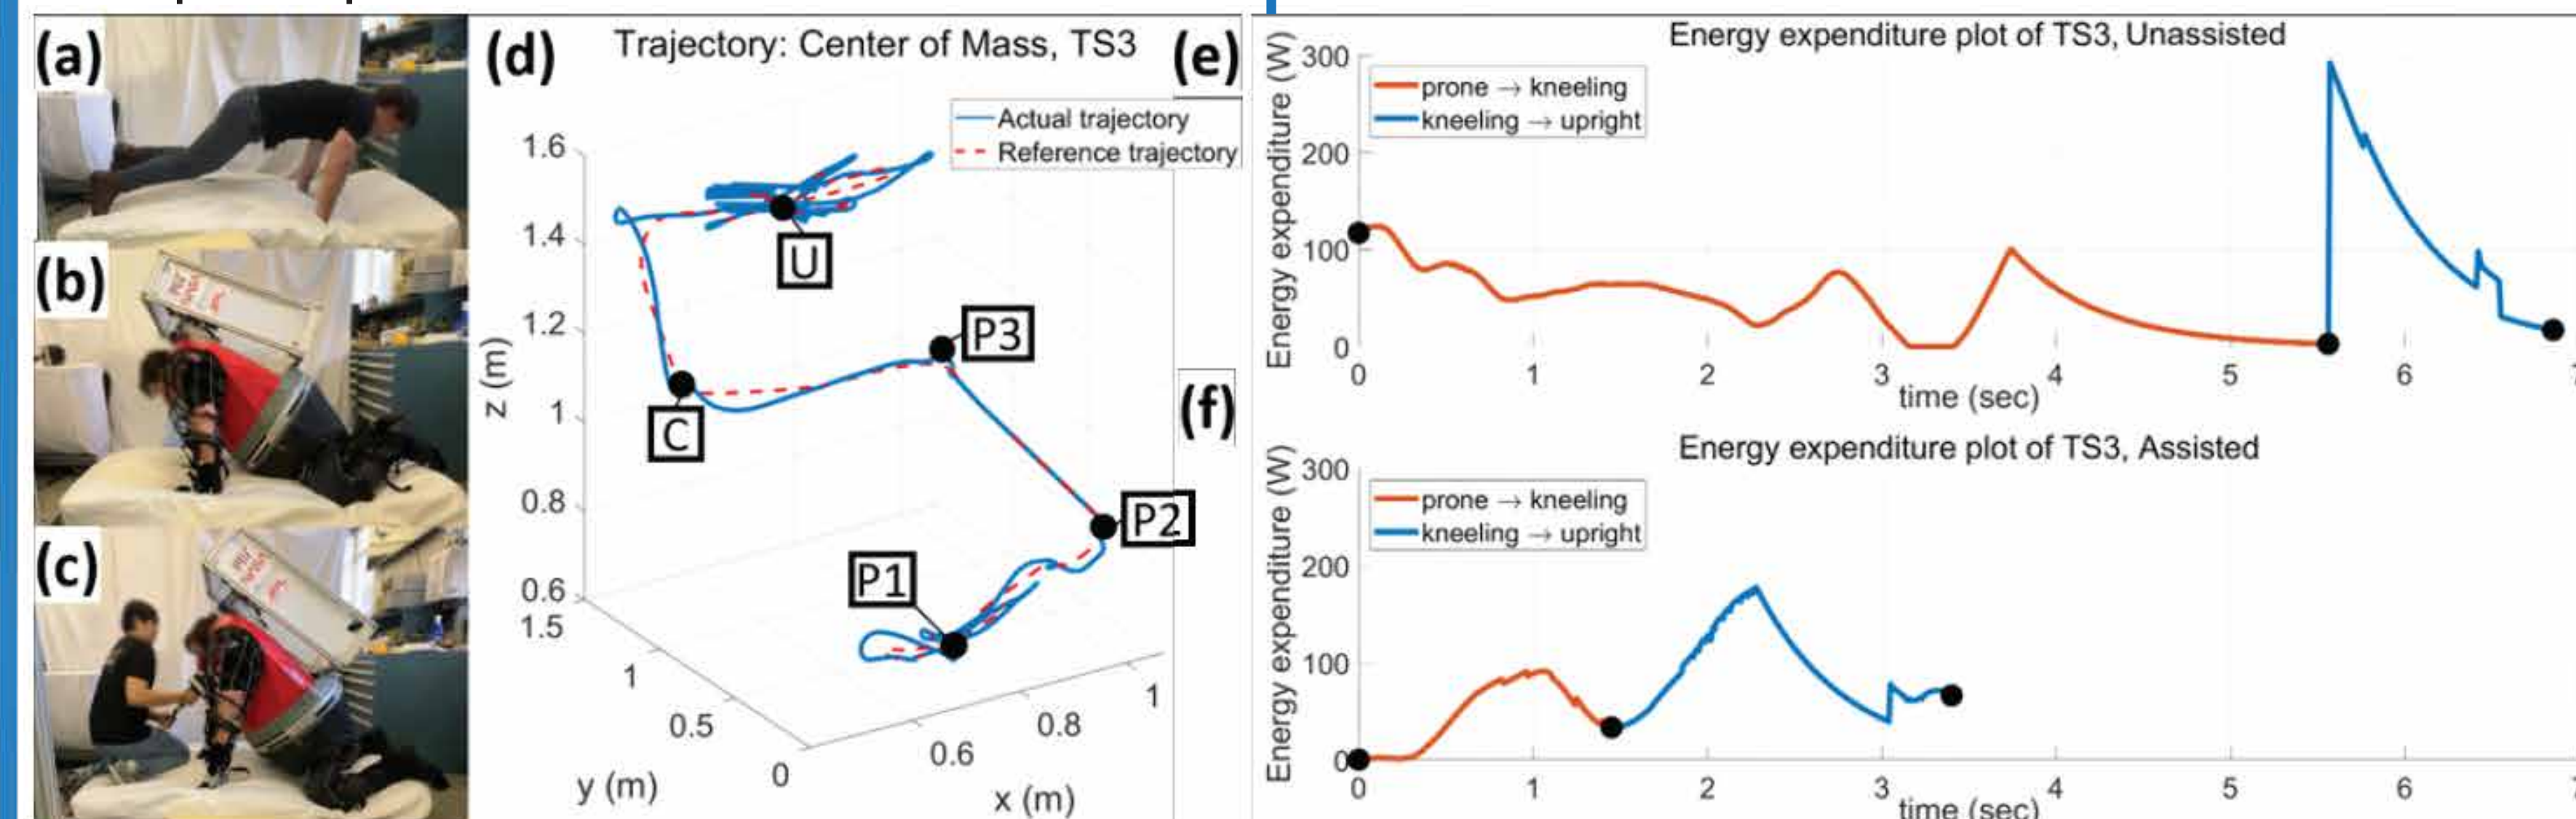 (a)
(b)
(c)
(d)
Trajectory: Center of Mass, TS3
Actual trajectory
Reference trajectory
1.6
1.4
1.2
1
0.8
0.6
z (m)
1.5
1
0.5
0
y (m)
0.6
0.8
1
x (m)
U
C
P3
P2
P1
(e)
Energy expenditure plot of TS3, Unassisted
prone → kneeling
kneeling → upright
Energy expenditure (W)
300
200
100
0
0 1 2 3 4 5 6
time (sec)
(f)
Energy expenditure plot of TS3, Assisted
prone → kneeling
kneeling → upright
Energy expenditure (W)
300
200
100
0
0 1 2 3 4 5 6
time (sec)